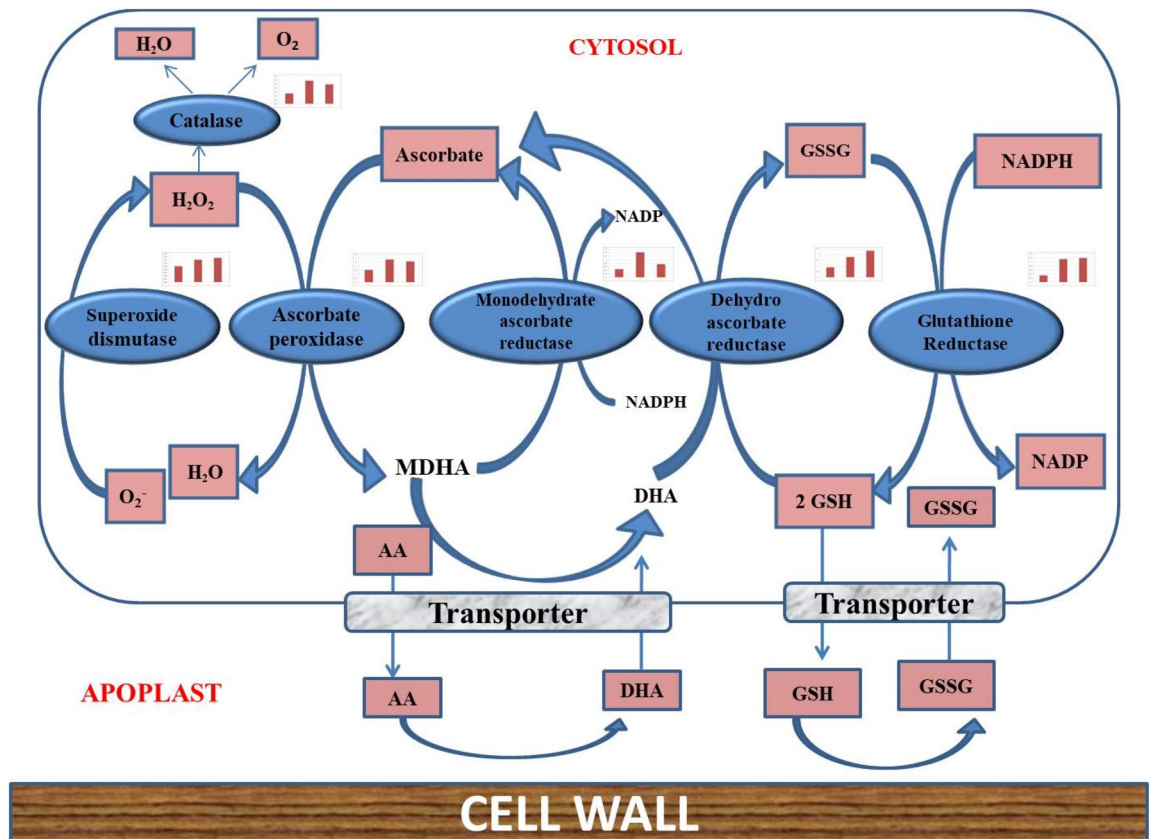 CYTOSOL
H₂O
O₂
Catalase
Ascorbate
GSSG
NADPH
H₂O₂
NADP
Superoxide
dismutase
Ascorbate
peroxidase
Monodehydrate
ascorbate
reductase
Dehydro
ascorbate
reductase
Glutathione
Reductase
NADPH
MDHA
H₂O
O₂⁻
DHA
2 GSH
GSSG
NADP
AA
Transporter
Transporter
APOPLAST
AA
DHA
GSH
GSSG
CELL WALL